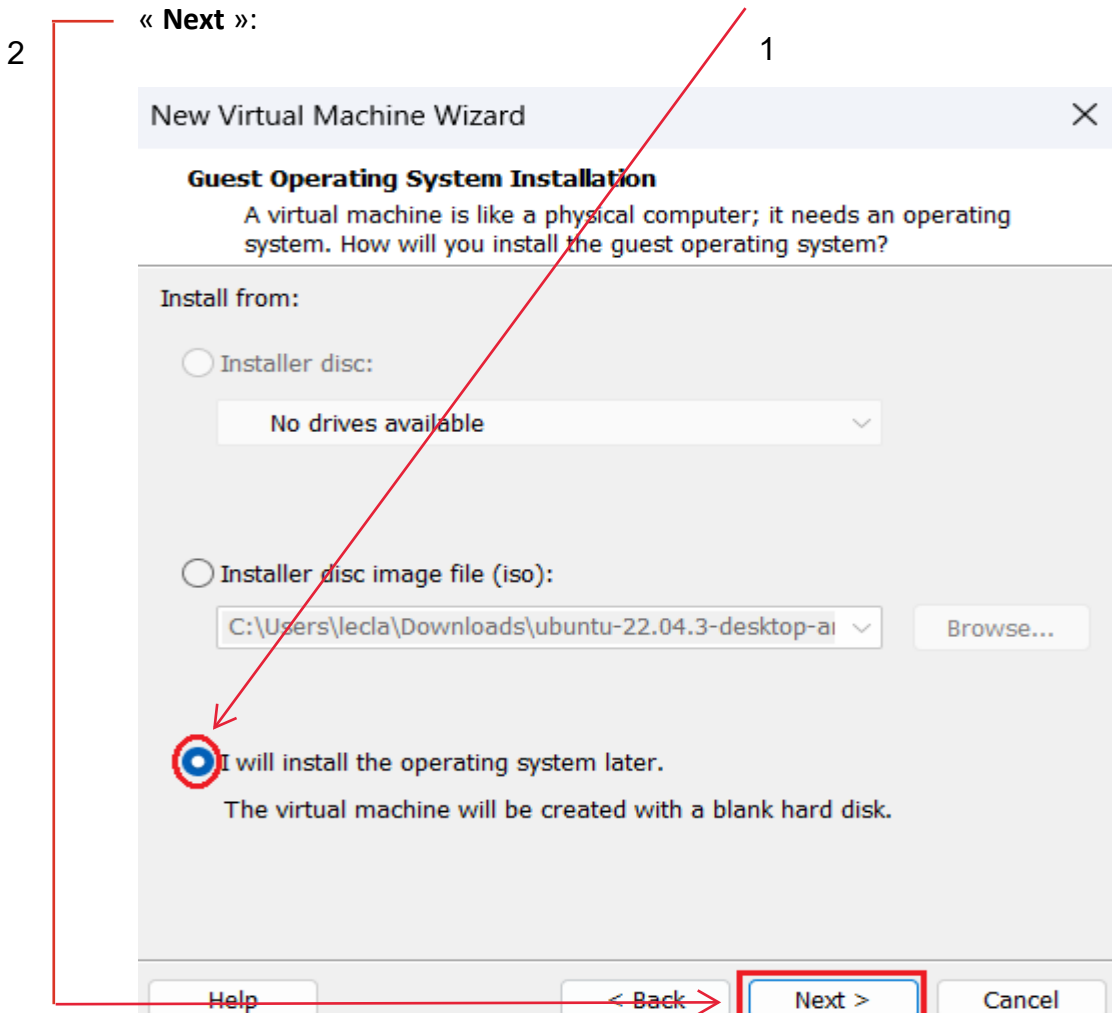 « Next »:
2
1
New Virtual Machine Wizard
Guest Operating System Installation
A virtual machine is like a physical computer; it needs an operating
system. How will you install the guest operating system?
Install from:
Installer disc:
No drives available
Installer disc image file (iso):
C:\Users\lecla\Downloads\ubuntu-22.04.3-desktop-
Browse...
I will install the operating system later.
The virtual machine will be created with a blank hard disk.
Help
< Back
Next >
Cancel